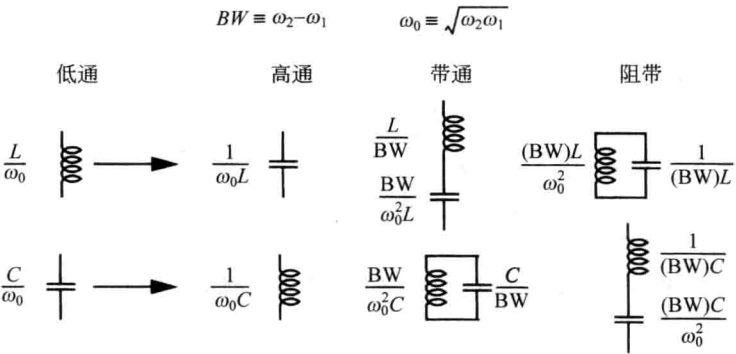 BW ≡ ω₂−ω₁ ω₀ ≡ √ω₂ω₁
低通 高通 带通 阻带
L/ω₀ 1/ω₀L L/BW BW/ω₀²L (BW)L/ω₀² 1/(BW)L
C/ω₀ 1/ω₀C BW/ω₀²C C/BW 1/(BW)C (BW)C/ω₀²